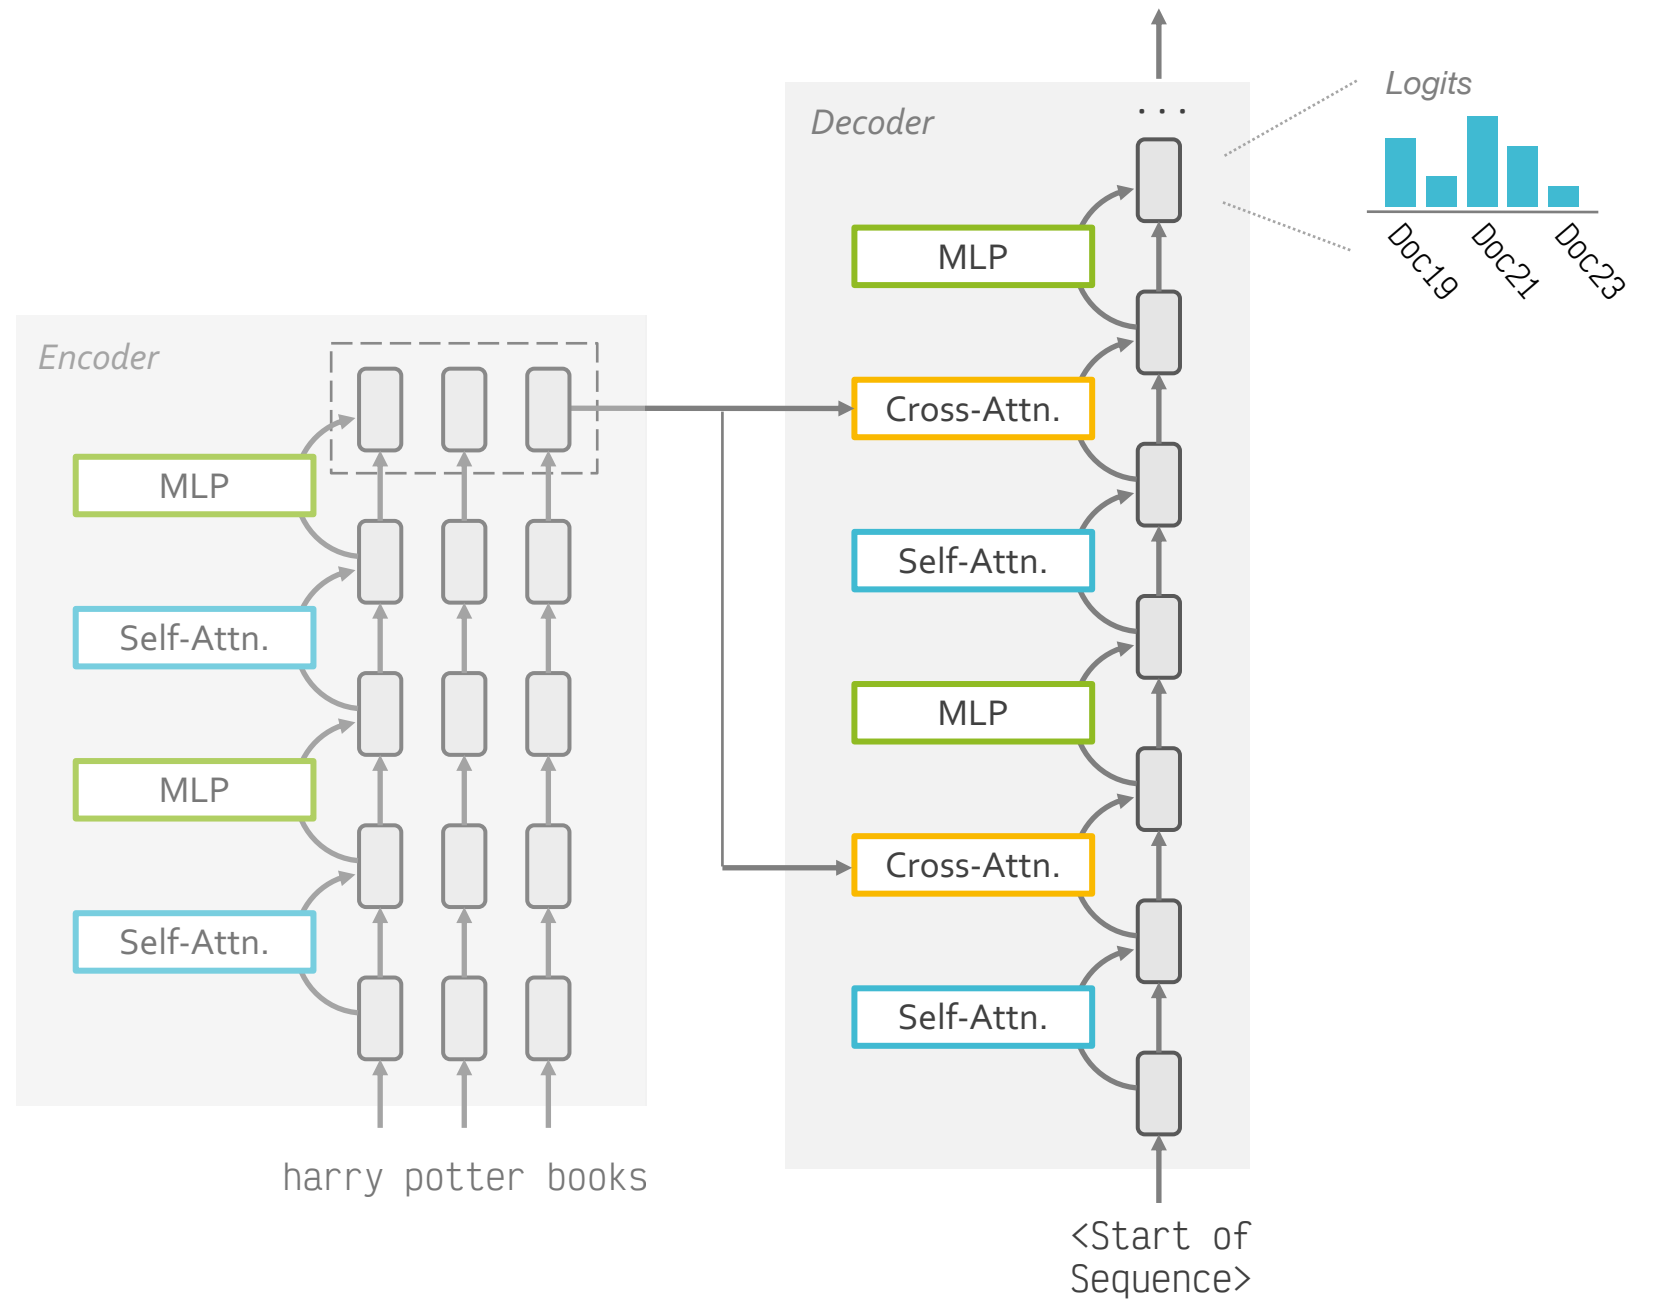 Encoder
MLP
Self-Attn.
MLP
Self-Attn.
harry potter books
Decoder
. . .
MLP
Cross-Attn.
Self-Attn.
MLP
Cross-Attn.
Self-Attn.
<Start of
Sequence>
Logits
Doc19
Doc21
Doc23